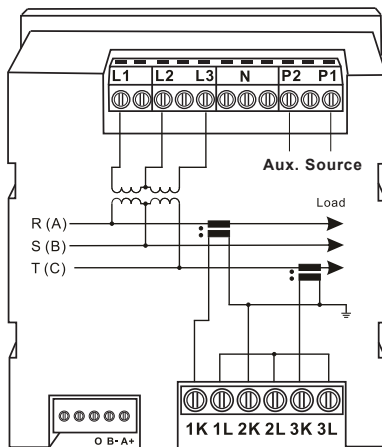 L1 L2 L3 N P2 P1
Aux. Source
Load
R (A)
S (B)
T (C)
1K 1L 2K 2L 3K 3L
O B- A+